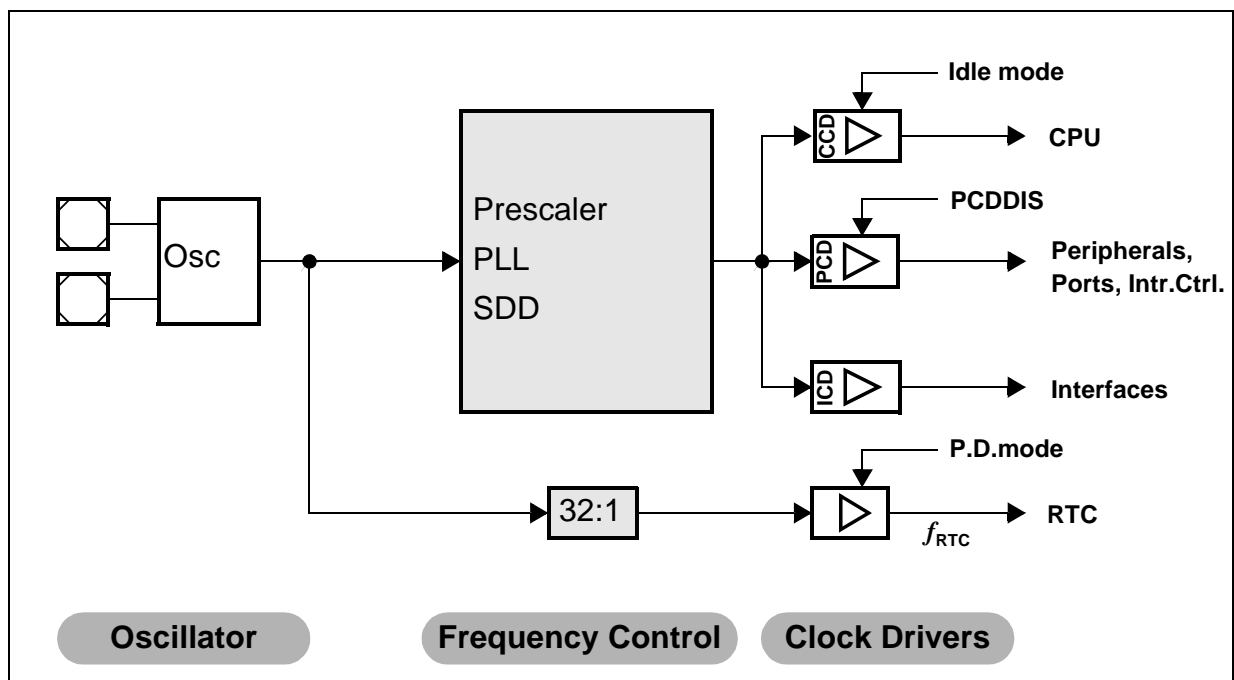 Idle mode
CCD
CPU
PCDDIS
Osc
Prescaler
PLL
SDD
PCD
Peripherals,
Ports, Intr.Ctrl.
ICD
Interfaces
P.D.mode
32:1
RTC
fRTC
Oscillator
Frequency Control
Clock Drivers